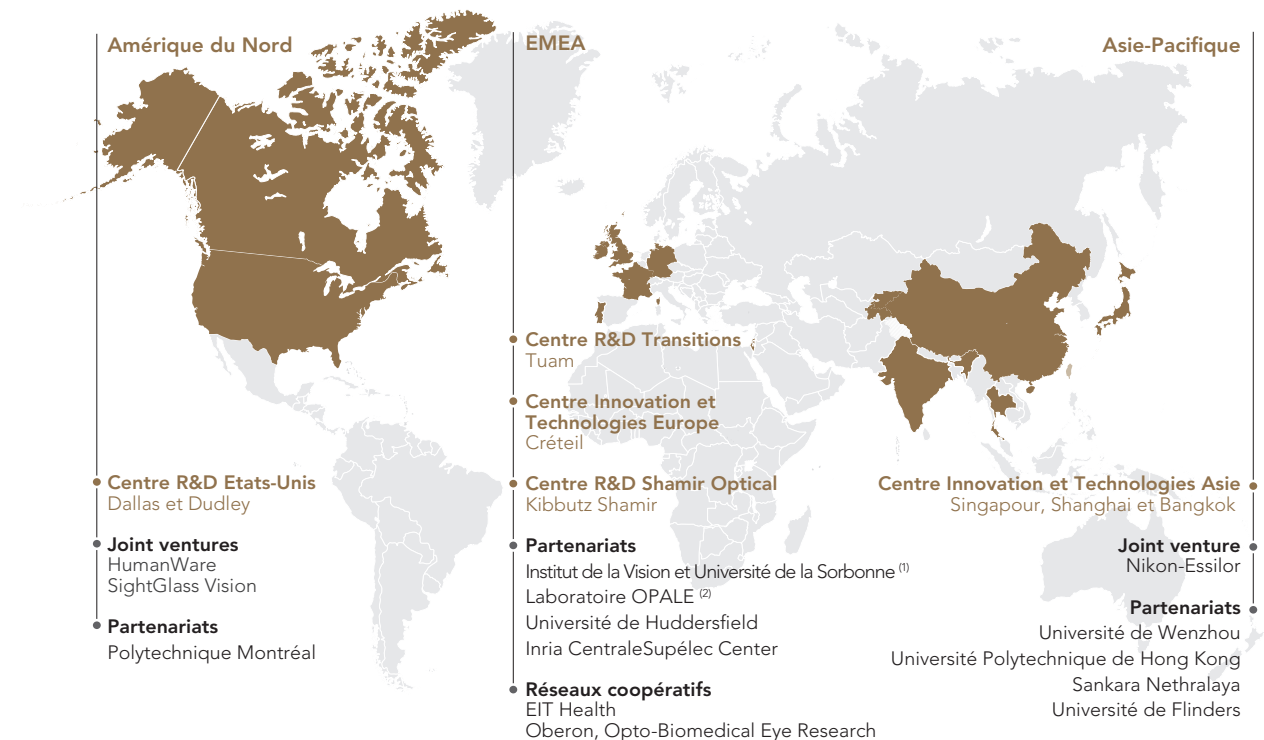 Amérique du Nord
Centre R&D Etats-Unis
Dallas et Dudley
Joint ventures
HumanWare
SightGlass Vision
Partenariats
Polytechnique Montréal
EMEA
Centre R&D Transitions
Tuam
Centre Innovation et
Technologies Europe
Créteil
Centre R&D Shamir Optical
Kibbutz Shamir
Partenariats
Institut de la Vision et Université de la Sorbonne (1)
Laboratoire OPALE (2)
Université de Huddersfield
Inria CentraleSupélec Center
Réseaux coopératifs
EIT Health
Oberon, Opto-Biomedical Eye Research
Asie-Pacifique
Centre Innovation et Technologies Asie
Singapour, Shanghai et Bangkok
Joint venture
Nikon-Essilor
Partenariats
Université de Wenzhou
Université Polytechnique de Hong Kong
Sankara Nethralaya
Université de Flinders